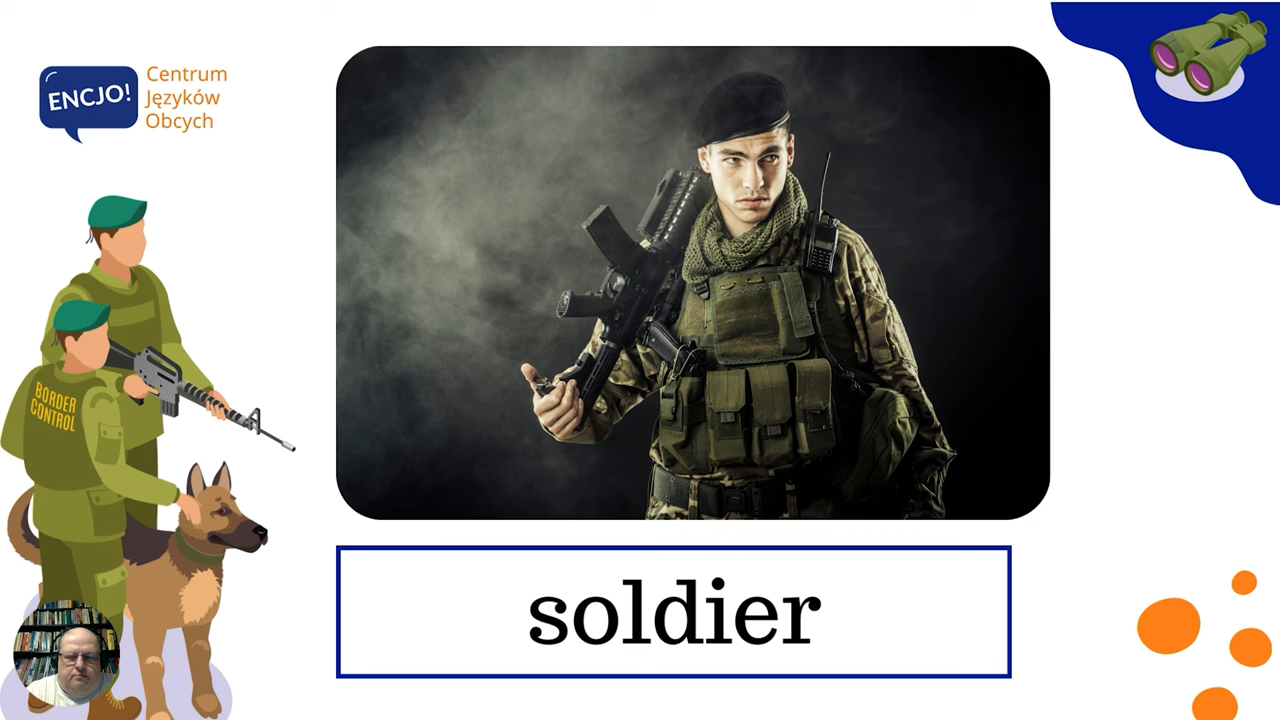 ENCJO!
Centrum
Języków
Obcych
BORDER
CONTROL
soldier